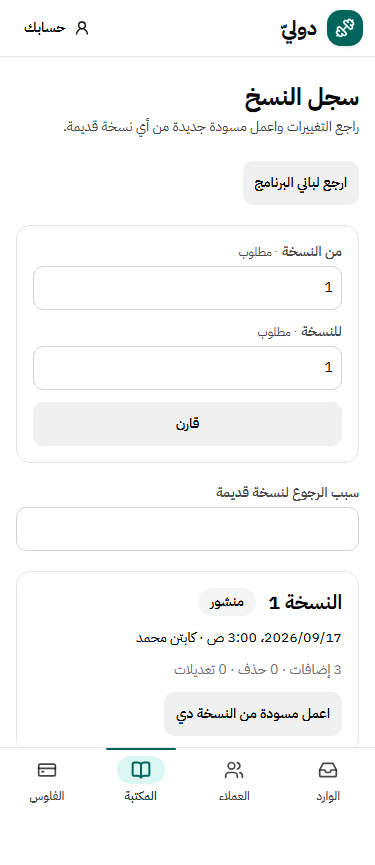 دوليّ
حسابك
سجل النسخ
راجع التغييرات واعمل مسودة جديدة من أي نسخة قديمة.
ارجع لباني البرنامج
من النسخة · مطلوب
1
للنسخة · مطلوب
1
قارن
سبب الرجوع لنسخة قديمة
النسخة 1 منشور
2026/09/17، 3:00 ص · كابتن محمد
3 إضافات · 0 حذف · 0 تعديلات
اعمل مسودة من النسخة دي
الوارد
العملاء
المكتبة
الفلوس